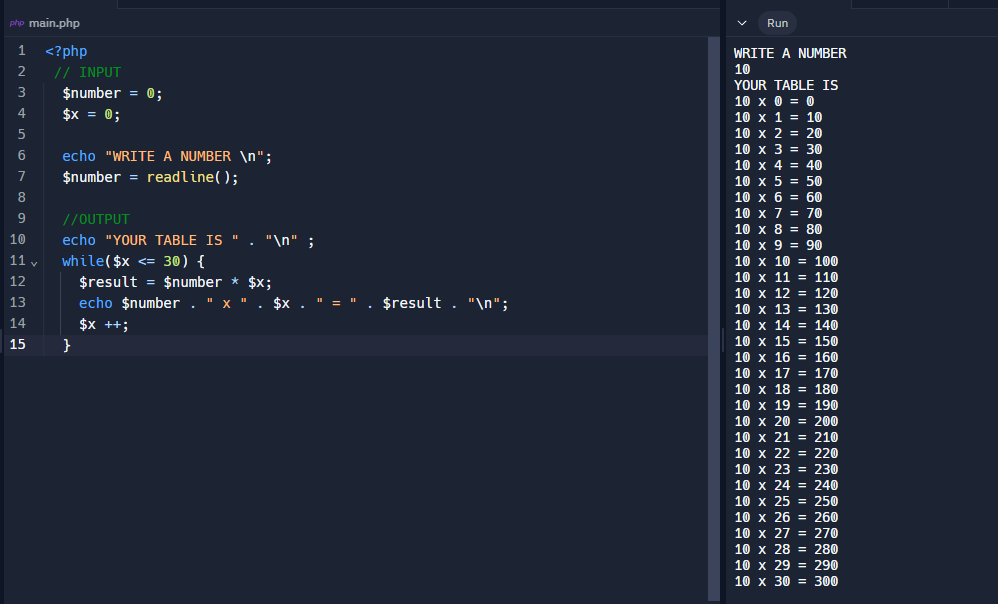 php main.php
1 <?php
2 // INPUT
3 $number = 0;
4 $x = 0;
5
6 echo "WRITE A NUMBER \n";
7 $number = readline();
8
9 //OUTPUT
10 echo "YOUR TABLE IS " . "\n" ;
11 while($x <= 30) {
12 $result = $number * $x;
13 echo $number . " x " . $x . " = " . $result . "\n";
14 $x ++;
15 }
Run
WRITE A NUMBER
10
YOUR TABLE IS
10 x 0 = 0
10 x 1 = 10
10 x 2 = 20
10 x 3 = 30
10 x 4 = 40
10 x 5 = 50
10 x 6 = 60
10 x 7 = 70
10 x 8 = 80
10 x 9 = 90
10 x 10 = 100
10 x 11 = 110
10 x 12 = 120
10 x 13 = 130
10 x 14 = 140
10 x 15 = 150
10 x 16 = 160
10 x 17 = 170
10 x 18 = 180
10 x 19 = 190
10 x 20 = 200
10 x 21 = 210
10 x 22 = 220
10 x 23 = 230
10 x 24 = 240
10 x 25 = 250
10 x 26 = 260
10 x 27 = 270
10 x 28 = 280
10 x 29 = 290
10 x 30 = 300